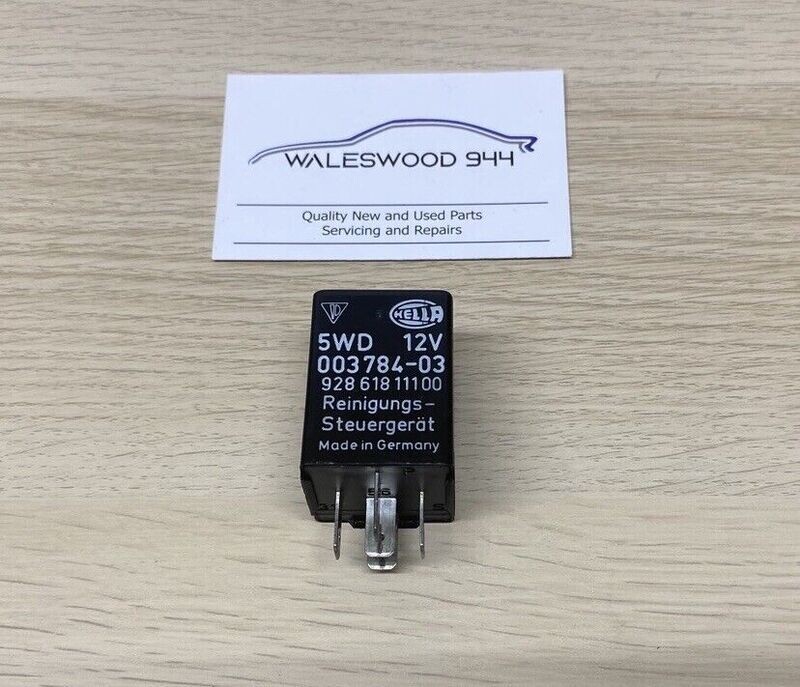 WALESWOOD 944
Quality New and Used Parts
Servicing and Repairs
HELLA
5WD 12V
003784-03
928 618 111 00
Reinigungs-
Steuergerät
Made in Germany
P
S